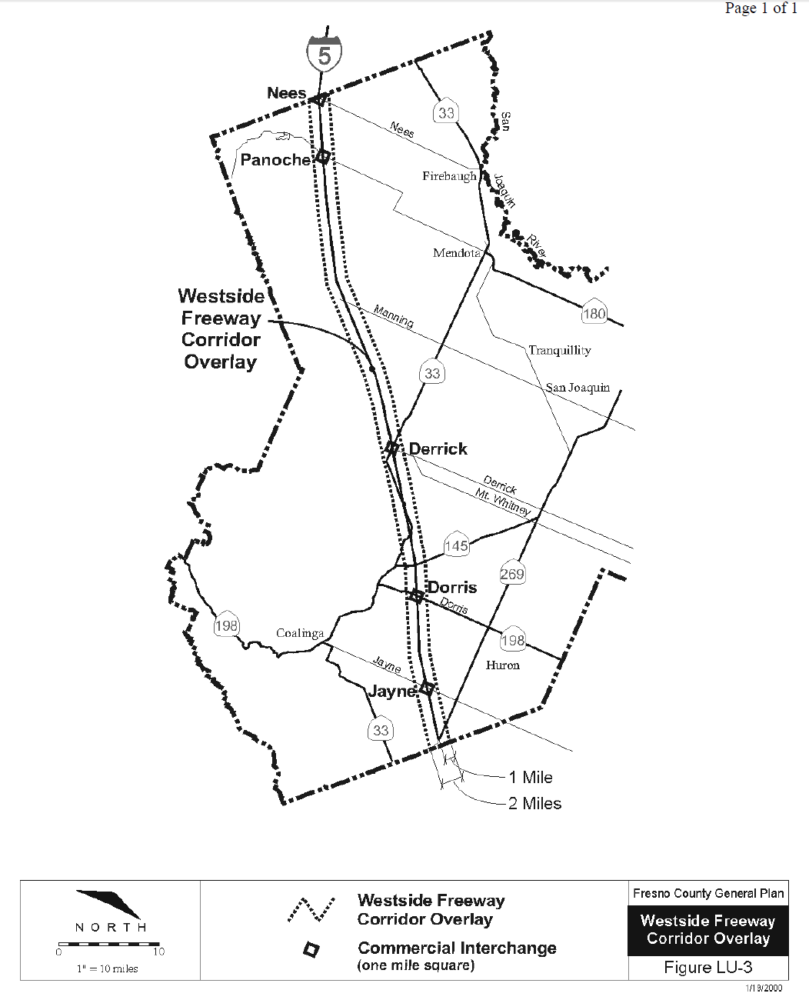 Page 1 of 1
5
Nees
33
San
Nees
Panoche
Firebaugh
Joaquin
River
Mendota
Westside
Freeway
Corridor
Overlay
Manning
180
Tranquillity
33
San Joaquin
Derrick
Derrick
Mt. Whitney
145
269
Dorris
Dorris
198
Coalinga
198
Jayne
Huron
Jayne
33
1 Mile
2 Miles
NORTH
0 10
1" = 10 miles
Westside Freeway
Corridor Overlay
Commercial Interchange
(one mile square)
Fresno County General Plan
Westside Freeway
Corridor Overlay
Figure LU-3
1/19/2000